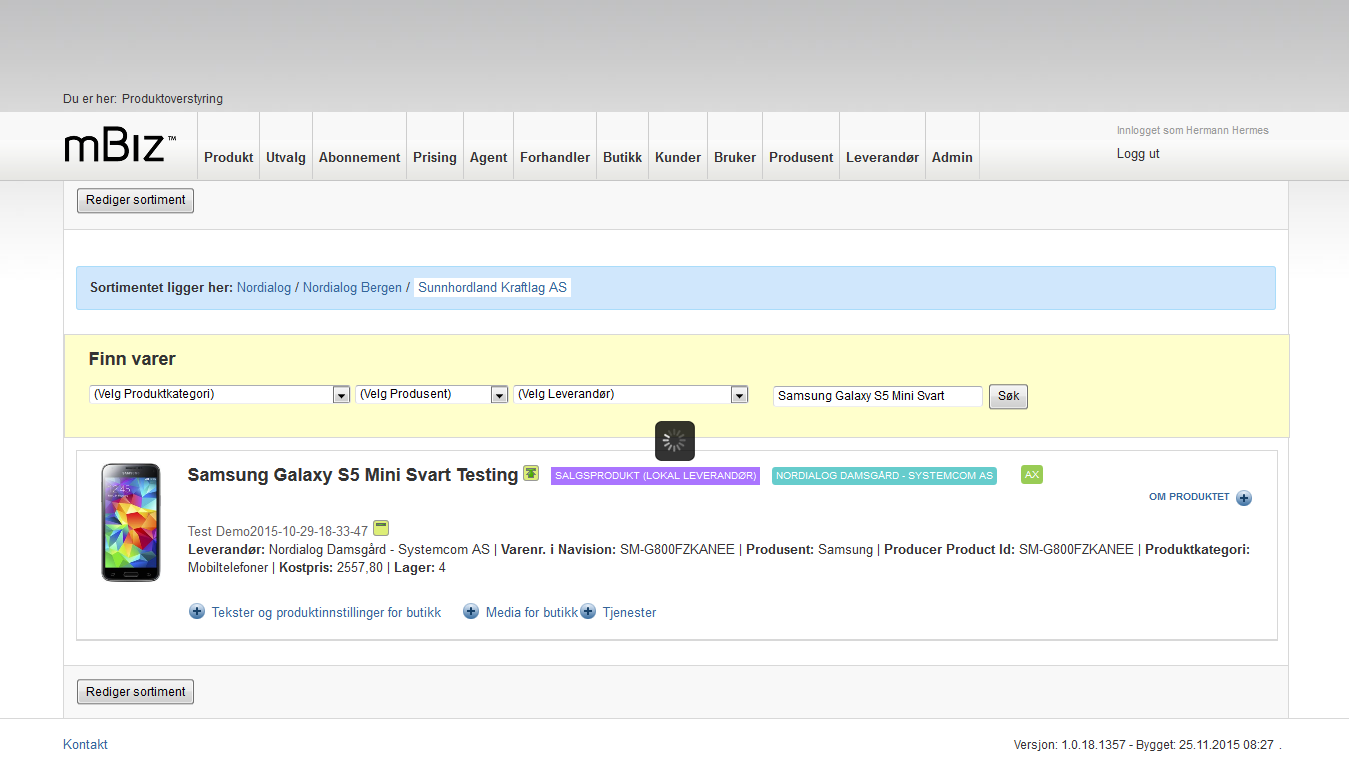 Du er her: Produktoverstyring
mBiz™
Produkt Utvalg Abonnement Prising Agent Forhandler Butikk Kunder Bruker Produsent Leverandør Admin
Innlogget som Hermann Hermes
Logg ut
Rediger sortiment
Sortimentet ligger her: Nordialog / Nordialog Bergen / Sunnhordland Kraftlag AS
Finn varer
(Velg Produktkategori) (Velg Produsent) (Velg Leverandør) Samsung Galaxy S5 Mini Svart Søk
Samsung Galaxy S5 Mini Svart Testing SALGSPRODUKT (LOKAL LEVERANDØR) NORDIALOG DAMSGÅRD - SYSTEMCOM AS AX
OM PRODUKTET
Test Demo2015-10-29-18-33-47
Leverandør: Nordialog Damsgård - Systemcom AS | Varenr. i Navision: SM-G800FZKANEE | Produsent: Samsung | Producer Product Id: SM-G800FZKANEE | Produktkategori:
Mobiltelefoner | Kostpris: 2557,80 | Lager: 4
Tekster og produktinnstillinger for butikk Media for butikk Tjenester
Rediger sortiment
Kontakt
Versjon: 1.0.18.1357 - Bygget: 25.11.2015 08:27 .